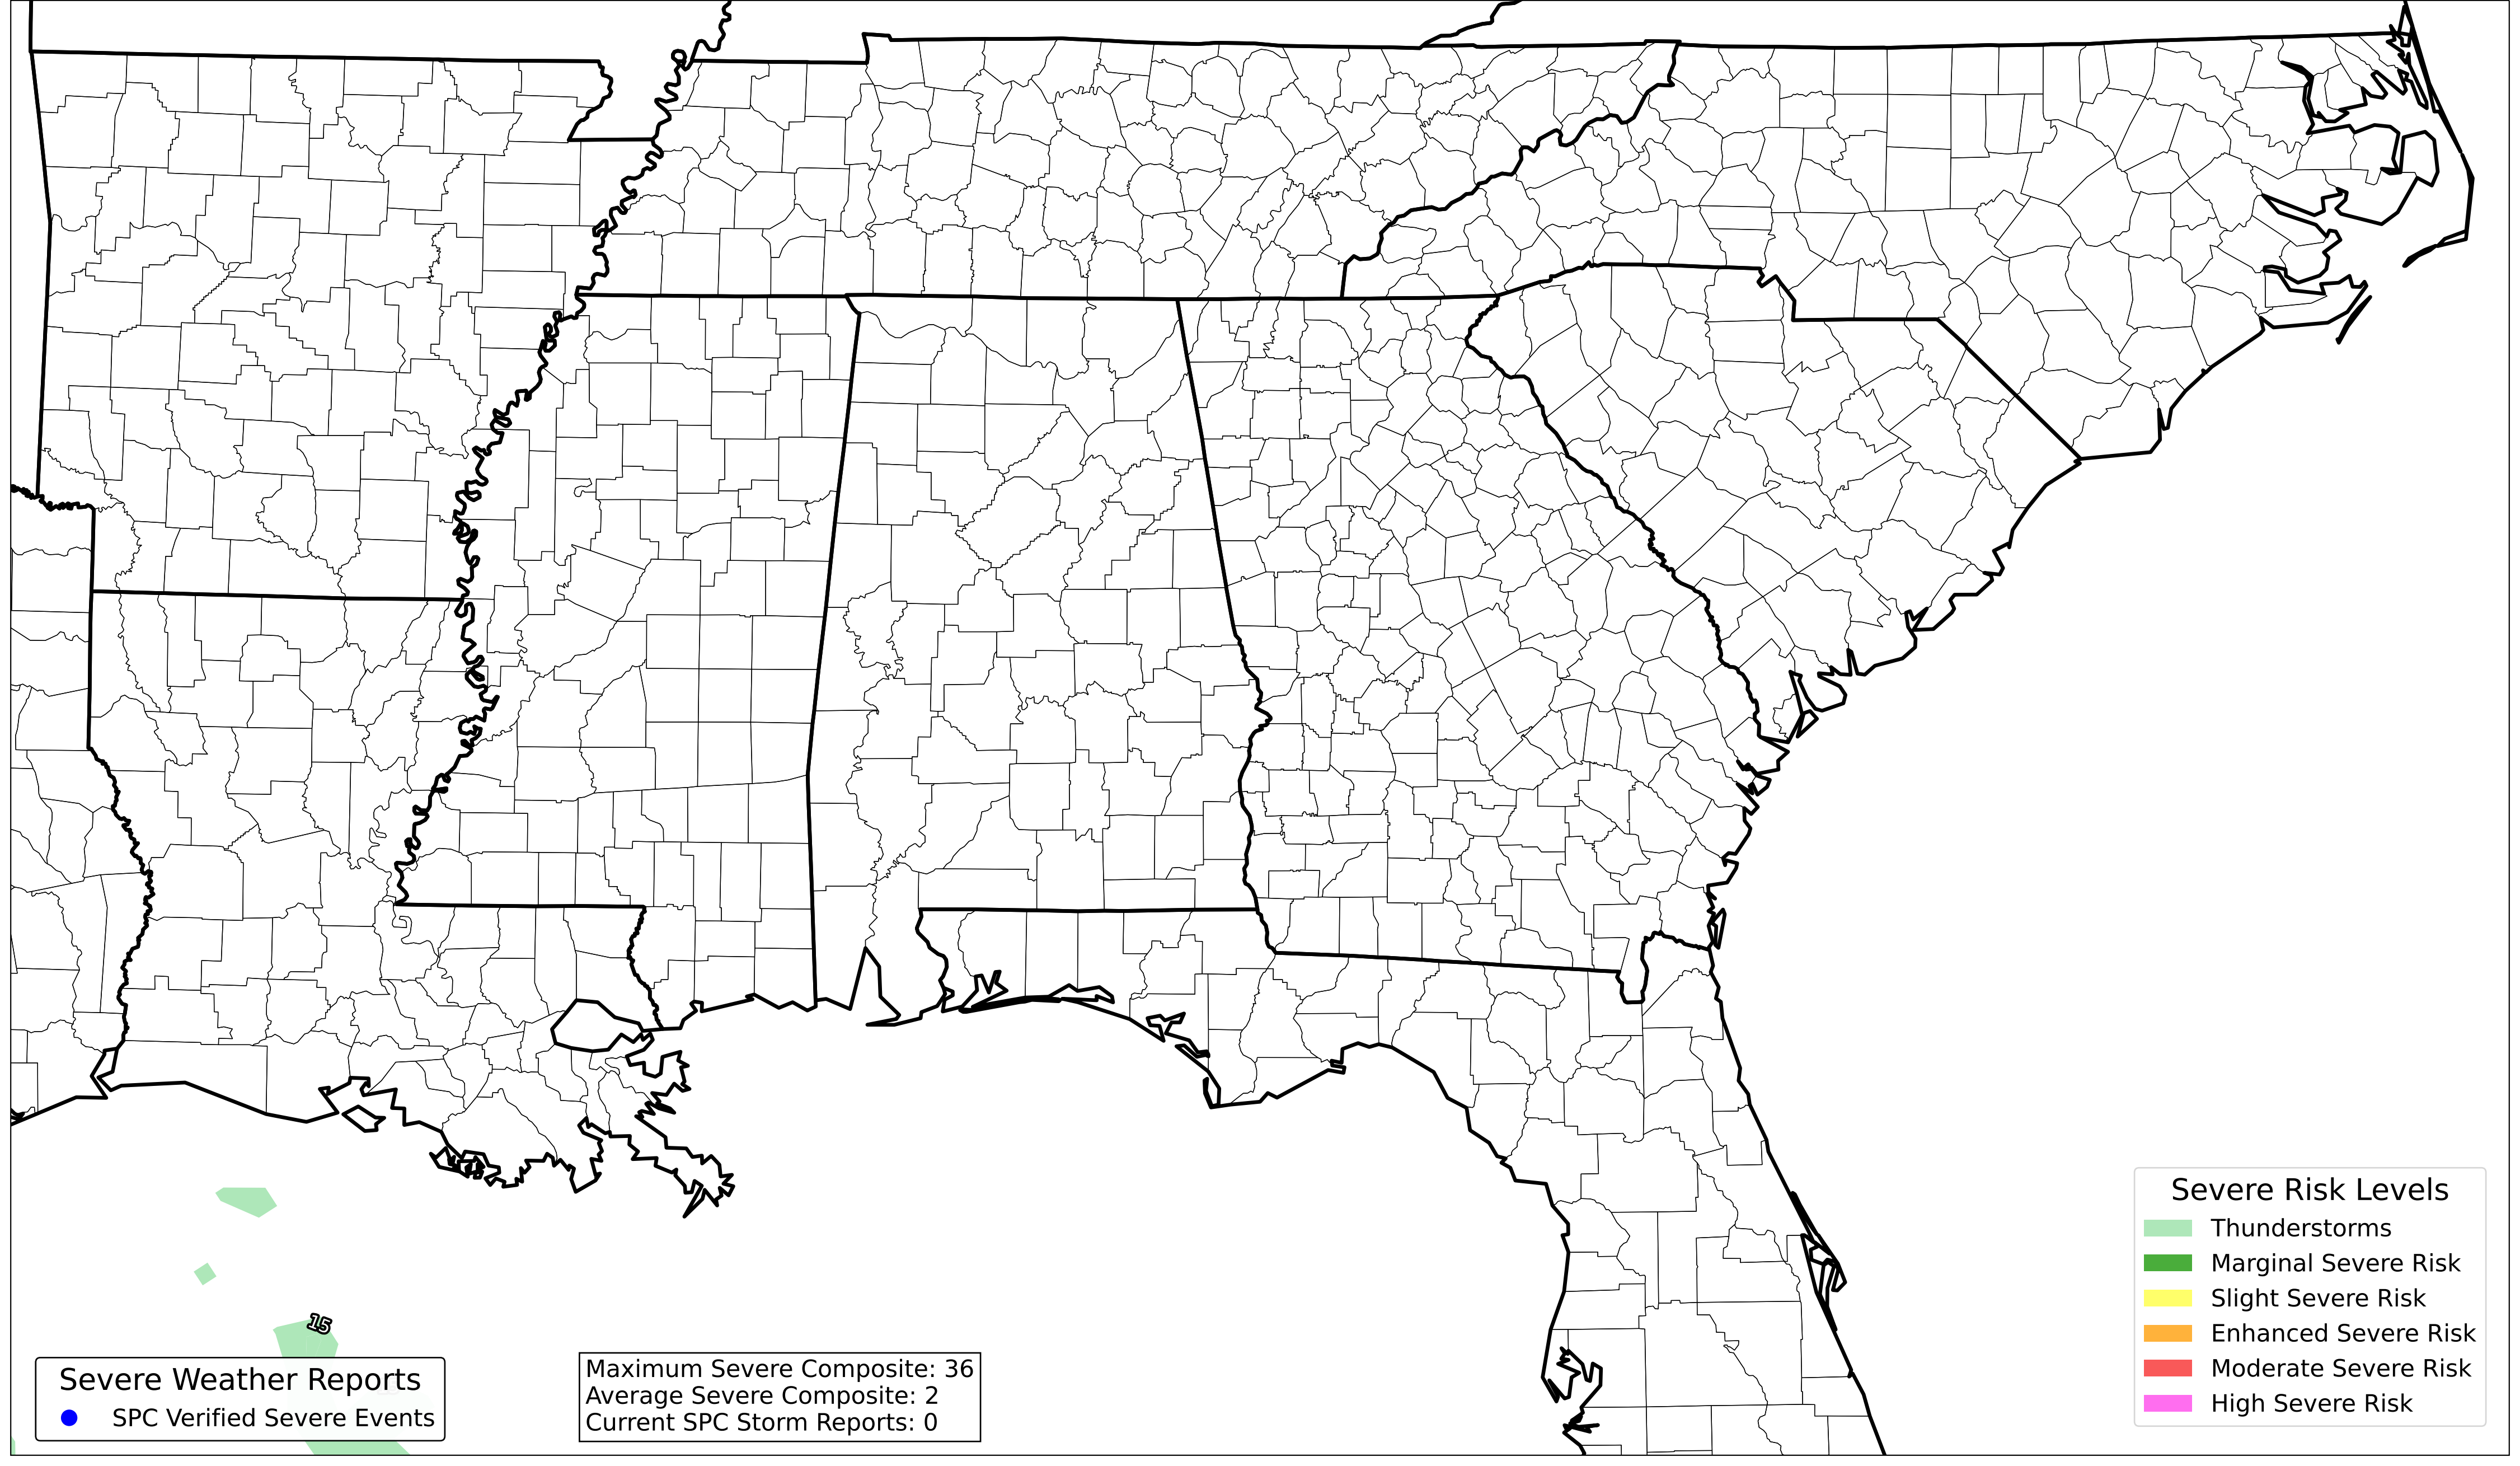 15
Severe Weather Reports
SPC Verified Severe Events
Maximum Severe Composite: 36
Average Severe Composite: 2
Current SPC Storm Reports: 0
Severe Risk Levels
Thunderstorms
Marginal Severe Risk
Slight Severe Risk
Enhanced Severe Risk
Moderate Severe Risk
High Severe Risk